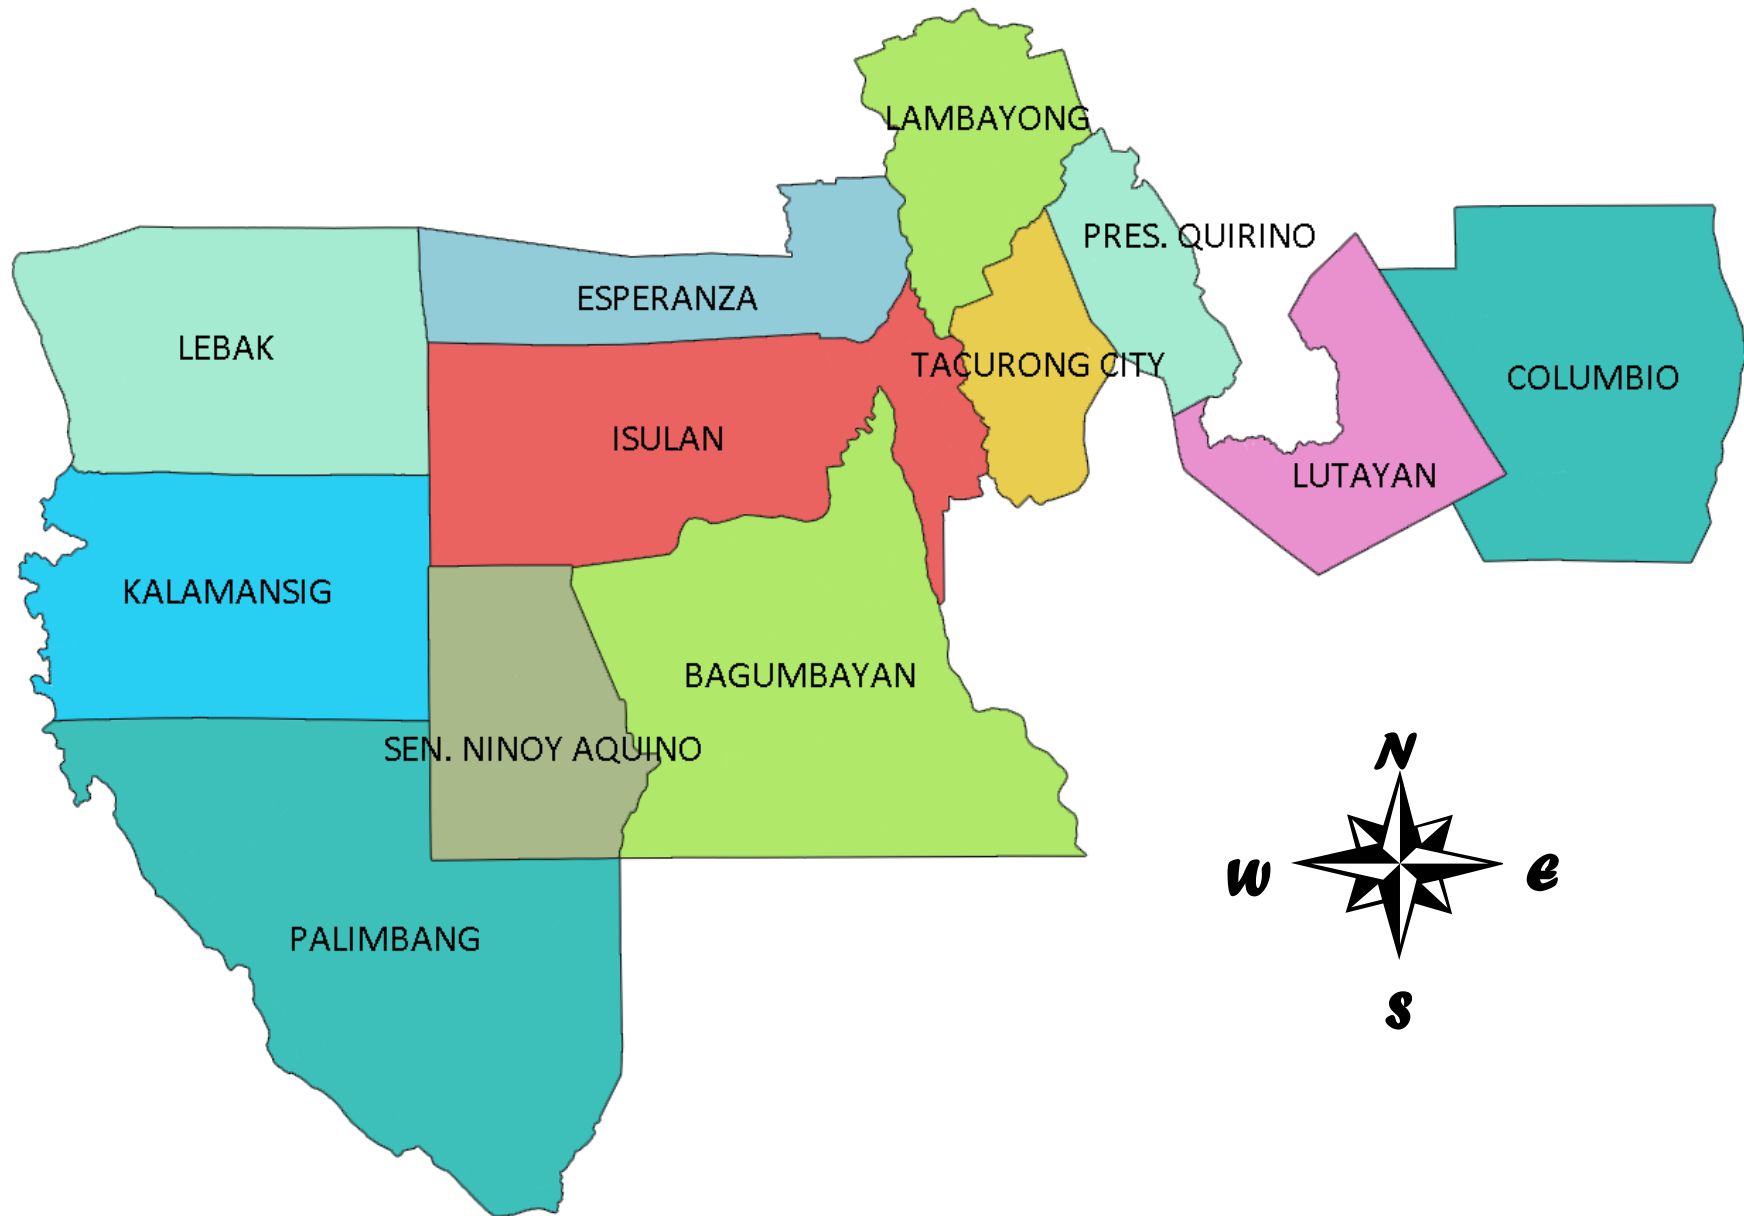 LAMBAYONG
PRES. QUIRINO
ESPERANZA
LEBAK
TACURONG CITY
COLUMBIO
ISULAN
LUTAYAN
KALAMANSIG
BAGUMBAYAN
SEN. NINOY AQUINO
N
W
E
PALIMBANG
S